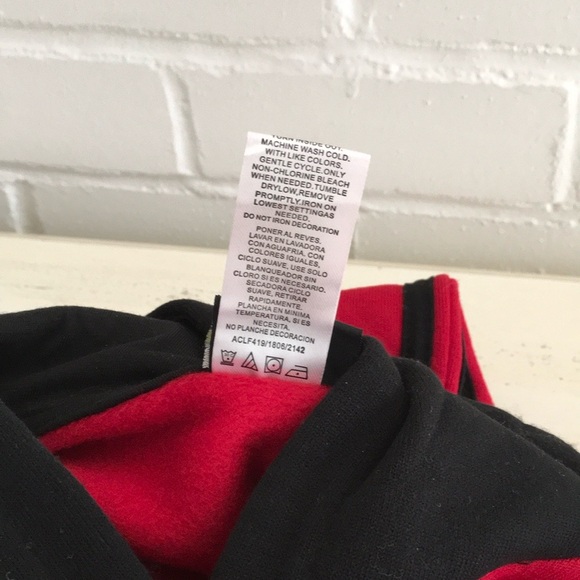 TURN INSIDE OUT.
MACHINE WASH COLD.
WITH LIKE COLORS.
GENTLE CYCLE.ONLY
NON-CHLORINE BLEACH
WHEN NEEDED.TUMBLE
DRYLOW,REMOVE
PROMPTLY.IRON ON
LOWEST SETTINGAS
NEEDED.
DO NOT IRON DECORATION
PONER AL REVES.
LAVAR EN LAVADORA
CON AGUAFRIA, CON
COLORES IGUALES,
CICLO SUAVE, USE SOLO
BLANQUEADOR SIN
CLORO SI ES NECESARIO.
SECADORA CICLO
SUAVE, RETIRAR
RAPIDAMENTE.
PLANCHA EN MINIMA
TEMPERATURA, SI ES
NECESITA.
NO PLANCHE DECORACION
ACLF419/1806/2142